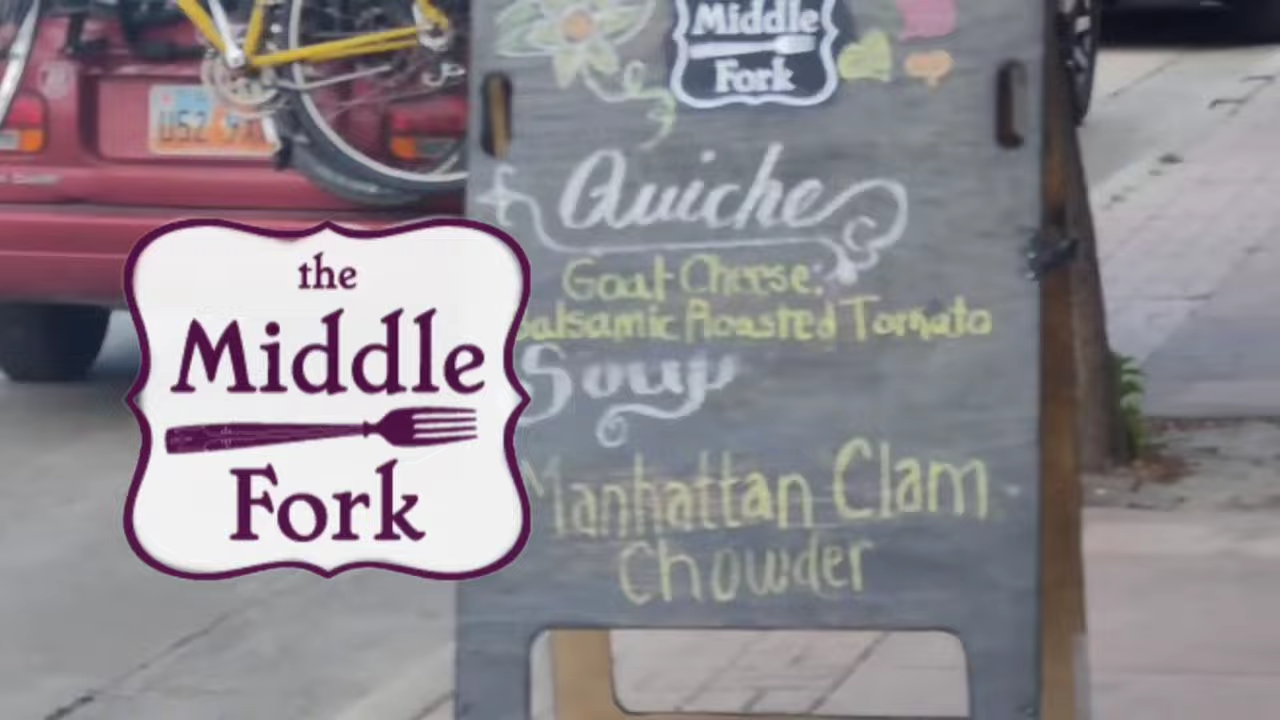 Middle
Fork
Quiche
Goat Cheese:
Balsamic Roasted Tomato
Soup
Manhattan Clam
Chowder
the
Middle
Fork